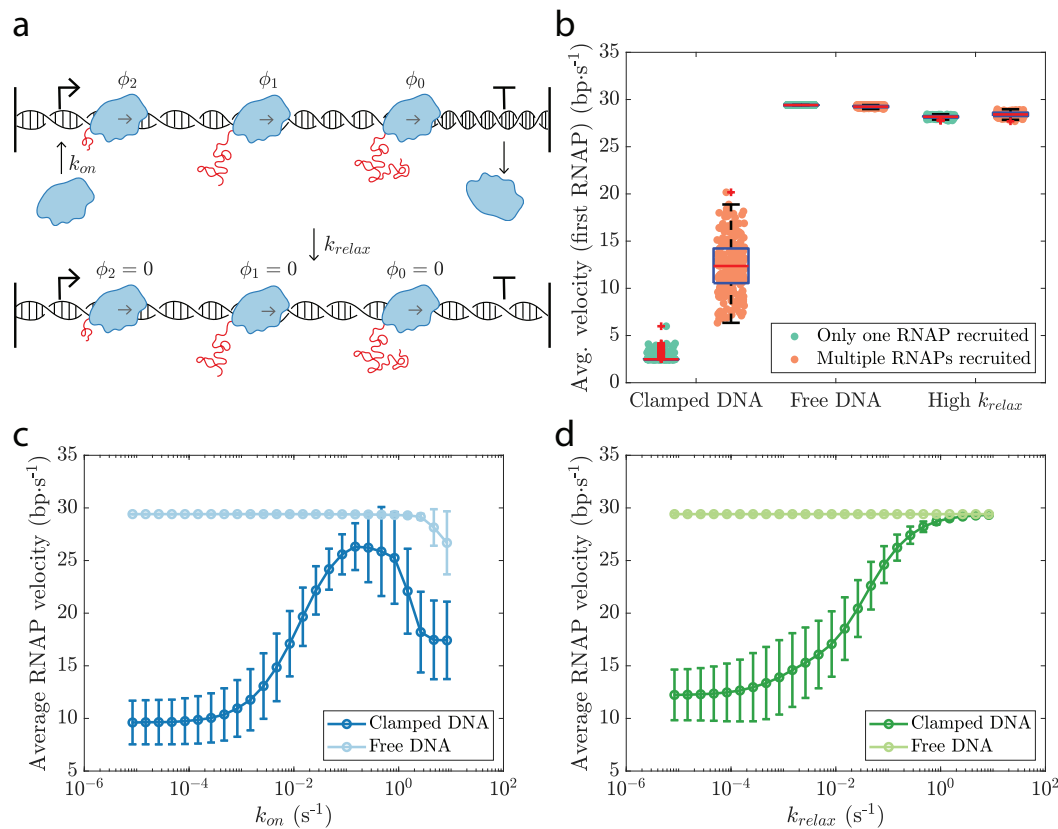 a
ϕ2
ϕ1
ϕ0
kon
krelax
ϕ2 = 0
ϕ1 = 0
ϕ0 = 0
b
Avg. velocity (first RNAP) (bp·s-1)
35
30
25
20
15
10
5
0
Only one RNAP recruited
Multiple RNAPs recruited
Clamped DNA
Free DNA
High krelax
c
Average RNAP velocity (bp·s-1)
35
30
25
20
15
10
5
Clamped DNA
Free DNA
10-6
10-4
10-2
100
102
kon (s-1)
d
Average RNAP velocity (bp·s-1)
35
30
25
20
15
10
5
Clamped DNA
Free DNA
10-6
10-4
10-2
100
102
krelax (s-1)